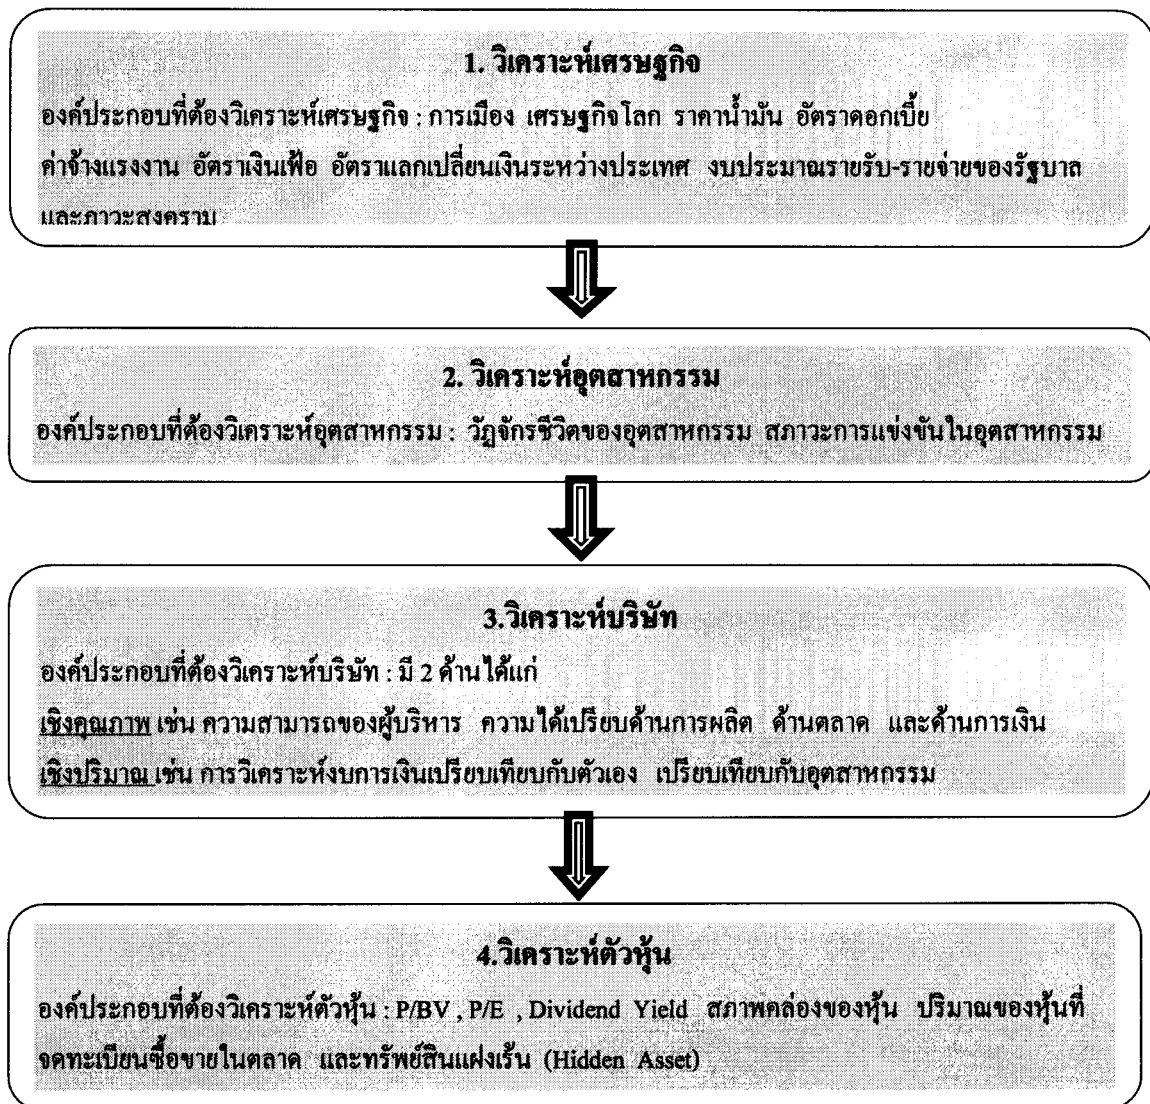 1. วิเคราะห์เศรษฐกิจ
องค์ประกอบที่ต้องวิเคราะห์เศรษฐกิจ : การเมือง เศรษฐกิจโลก ราคาน้ำมัน อัตราดอกเบี้ย
ค่าจ้างแรงงาน อัตราเงินเฟ้อ อัตราแลกเปลี่ยนเงินระหว่างประเทศ งบประมาณรายรับ-รายจ่ายของรัฐบาล
และภาวะสงคราม
2. วิเคราะห์อุตสาหกรรม
องค์ประกอบที่ต้องวิเคราะห์อุตสาหกรรม : วัฏจักรชีวิตของอุตสาหกรรม สภาวะการแข่งขันในอุตสาหกรรม
3.วิเคราะห์บริษัท
องค์ประกอบที่ต้องวิเคราะห์บริษัท : มี 2 ด้านได้แก่
เชิงคุณภาพ เช่น ความสามารถของผู้บริหาร ความได้เปรียบด้านการผลิต ด้านตลาด และด้านการเงิน
เชิงปริมาณ เช่น การวิเคราะห์งบการเงินเปรียบเทียบกับตัวเอง เปรียบเทียบกับอุตสาหกรรม
4.วิเคราะห์ตัวหุ้น
องค์ประกอบที่ต้องวิเคราะห์ตัวหุ้น : P/BV , P/E , Dividend Yield สภาพคล่องของหุ้น ปริมาณของหุ้นที่
จดทะเบียนซื้อขายในตลาด และทรัพย์สินแฝงเร้น (Hidden Asset)